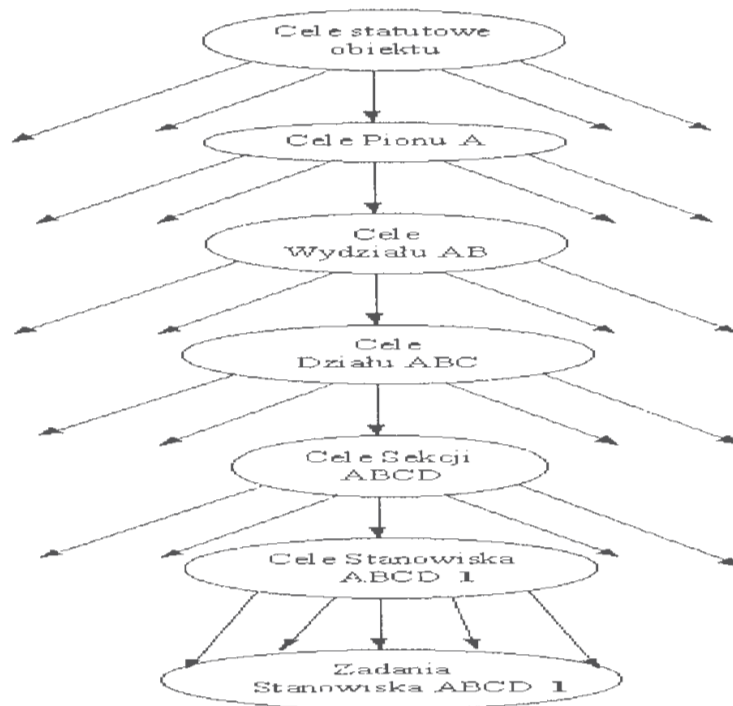 Cele statutowe
obiektu
Cele Pionu A
Cele
Wydziału AB
Cele
Działu ABC
Cele Sekcji
ABCD
Cele Stanowiska
ABCD 1
Zadania
Stanowiska ABCD 1